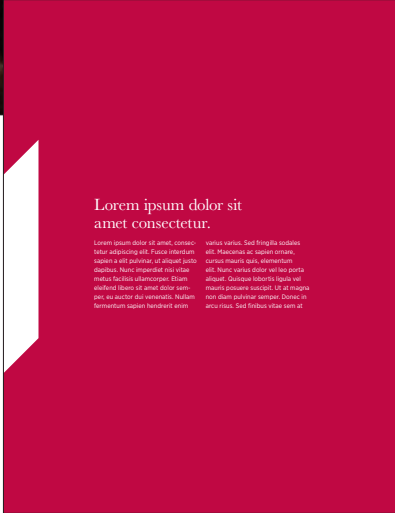 Lorem ipsum dolor sit
amet consectetur.
Lorem ipsum dolor sit amet, consec-
tetur adipiscing elit. Fusce interdum
sapien a elit pulvinar, ut aliquet justo
dapibus. Nunc imperdiet nisi vitae
metus facilisis ullamcorper. Etiam
eleifend libero sit amet dolor sem-
per, eu auctor dui venenatis. Nullam
fermentum sapien hendrerit enim
varius varius. Sed fringilla sodales
elit. Maecenas ac sapien ornare,
cursus mauris quis, elementum
elit. Nunc varius dolor vel leo porta
aliquet. Quisque lobortis ligula vel
mauris posuere suscipit. Ut at magna
non diam pulvinar semper. Donec in
arcu risus. Sed finibus vitae sem at